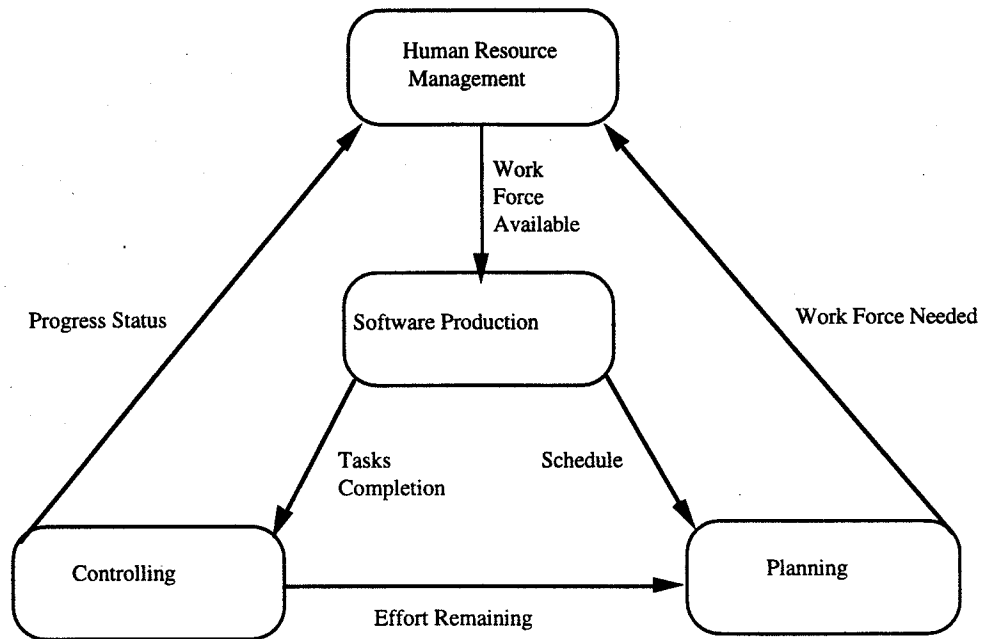 Human Resource
Management
Work
Force
Available
Software Production
Progress Status
Work Force Needed
Tasks
Completion
Schedule
Controlling
Planning
Effort Remaining